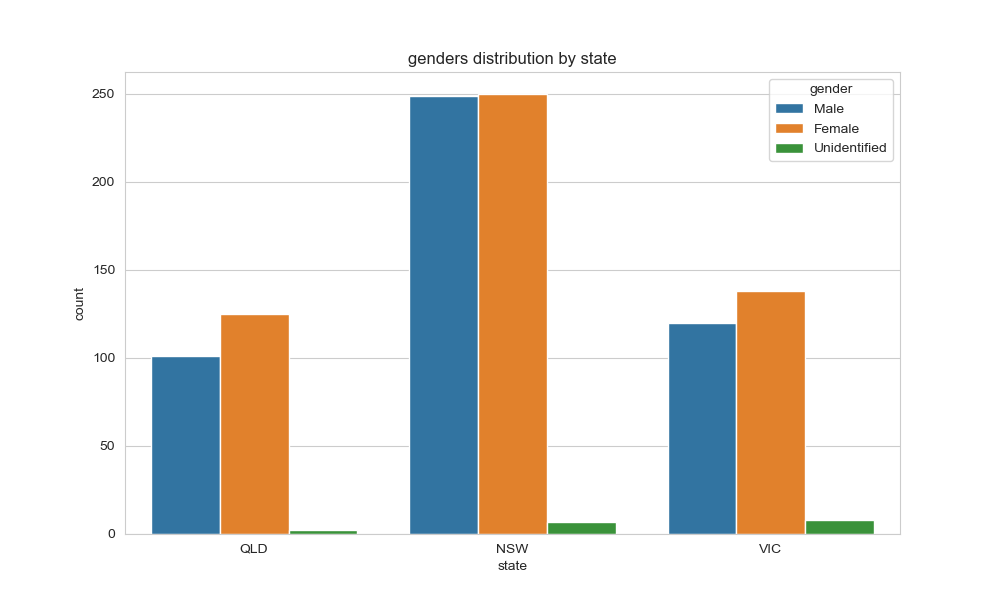 genders distribution by state
gender
Male
Female
Unidentified
count
250
200
150
100
50
0
QLD
NSW
VIC
state